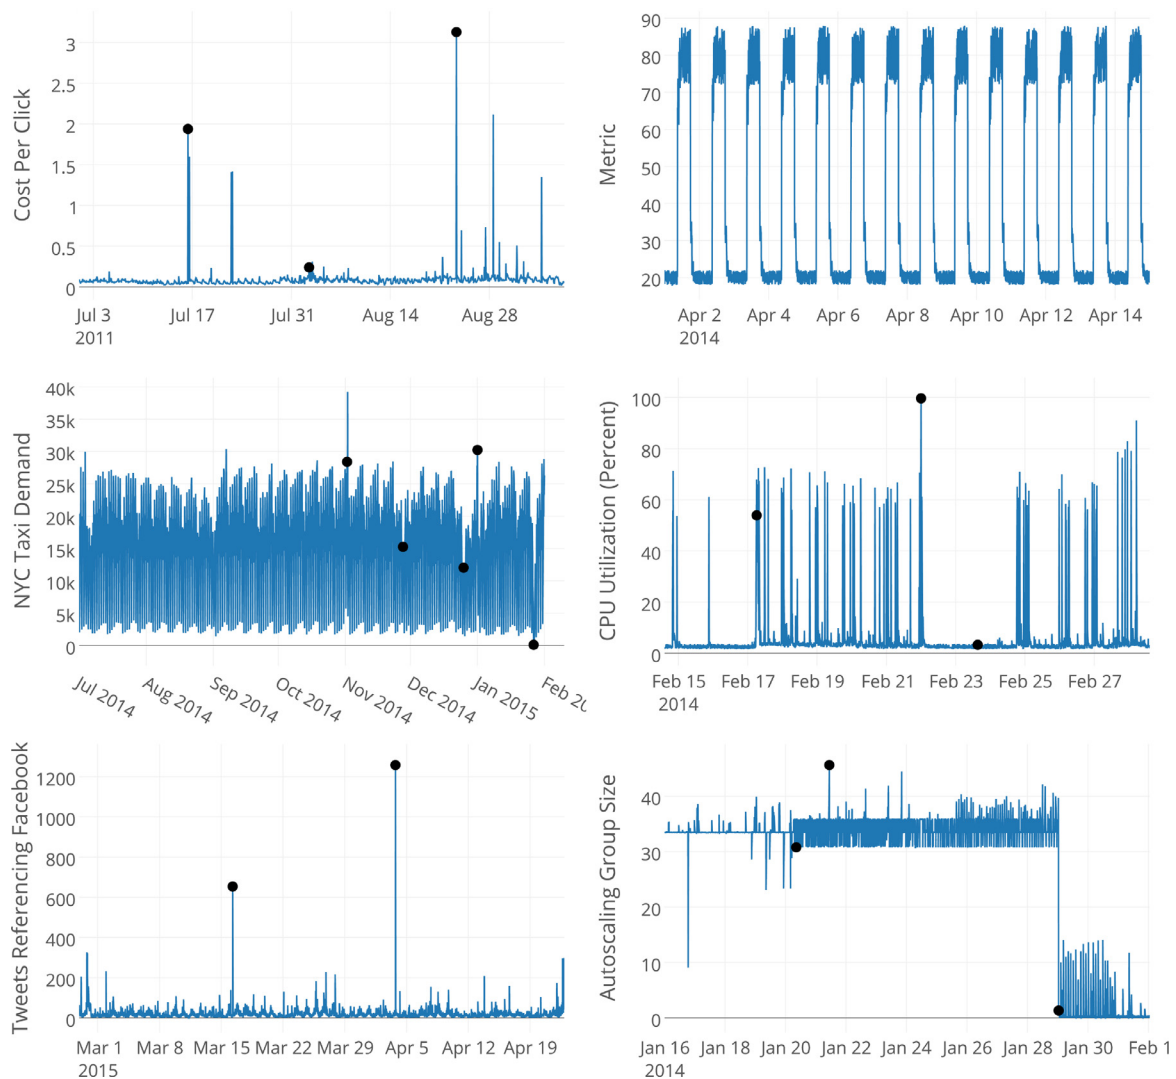 Cost Per Click
3
2.5
2
1.5
1
0.5
0
Jul 3 Jul 17 Jul 31 Aug 14 Aug 28
2011
Metric
90
80
70
60
50
40
30
20
Apr 2 Apr 4 Apr 6 Apr 8 Apr 10 Apr 12 Apr 14
2014
NYC Taxi Demand
40k
35k
30k
25k
20k
15k
10k
5k
0
Jul 2014 Aug 2014 Sep 2014 Oct 2014 Nov 2014 Dec 2014 Jan 2015 Feb 20
CPU Utilization (Percent)
100
80
60
40
20
0
Feb 15 Feb 17 Feb 19 Feb 21 Feb 23 Feb 25 Feb 27
2014
Tweets Referencing Facebook
1200
1000
800
600
400
200
0
Mar 1 Mar 8 Mar 15 Mar 22 Mar 29 Apr 5 Apr 12 Apr 19
2015
Autoscaling Group Size
40
30
20
10
0
Jan 16 Jan 18 Jan 20 Jan 22 Jan 24 Jan 26 Jan 28 Jan 30 Feb 1
2014